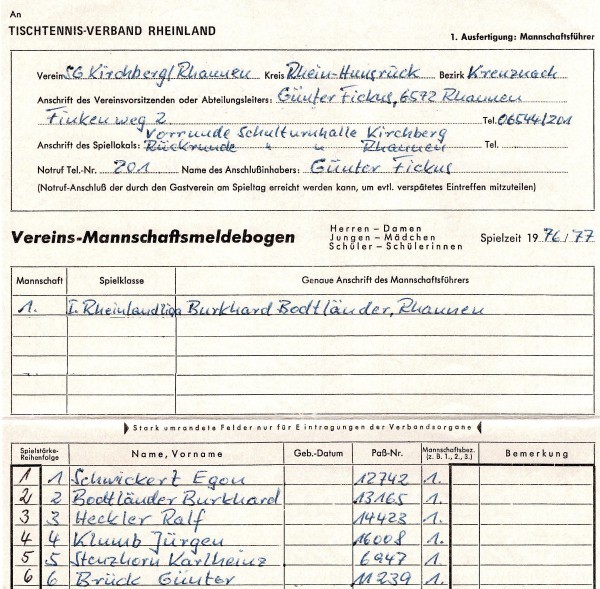 An
TISCHTENNIS-VERBAND RHEINLAND
1. Ausfertigung: Mannschaftsführer
Verein SG Kirchberg/Rhaunen Kreis Rhein-Hunsrück Bezirk Kreuznach
Anschrift des Vereinsvorsitzenden oder Abteilungsleiters: Günter Fickus, 6572 Rhaunen
Finkenweg 2 Tel. 06544/201
Vorrunde Schulturnhalle Kirchberg
Anschrift des Spiellokals: Rückrunde " " Rhaunen Tel.
Notruf Tel.-Nr. 201 Name des Anschlußinhabers: Günter Fickus
(Notruf-Anschluß der durch den Gastverein am Spieltag erreicht werden kann, um evtl. verspätetes Eintreffen mitzuteilen)
Vereins-Mannschaftsmeldebogen
Herren – Damen
Jungen – Mädchen
Schüler – Schülerinnen
Spielzeit 19 76/77
Mannschaft Spielklasse Genaue Anschrift des Mannschaftsführers
1. I. Rheinlandliga Burkhard Bodtländer, Rhaunen
Stark umrandete Felder nur für Eintragungen der Verbandsorgane
Spielstärke-Reihenfolge Name, Vorname Geb.-Datum Paß-Nr. Mannschaftsbez. (z. B. 1., 2., 3.) Bemerkung
1 1 Schwickert Egon 12742 1.
2 2 Bodtländer Burkhard 13165 1.
3 3 Heckler Ralf 14423 1.
4 4 Klumb Jürgen 16008 1.
5 5 Stenzhorn Karlheinz 6947 1.
6 6 Brück Günter 11239 1.